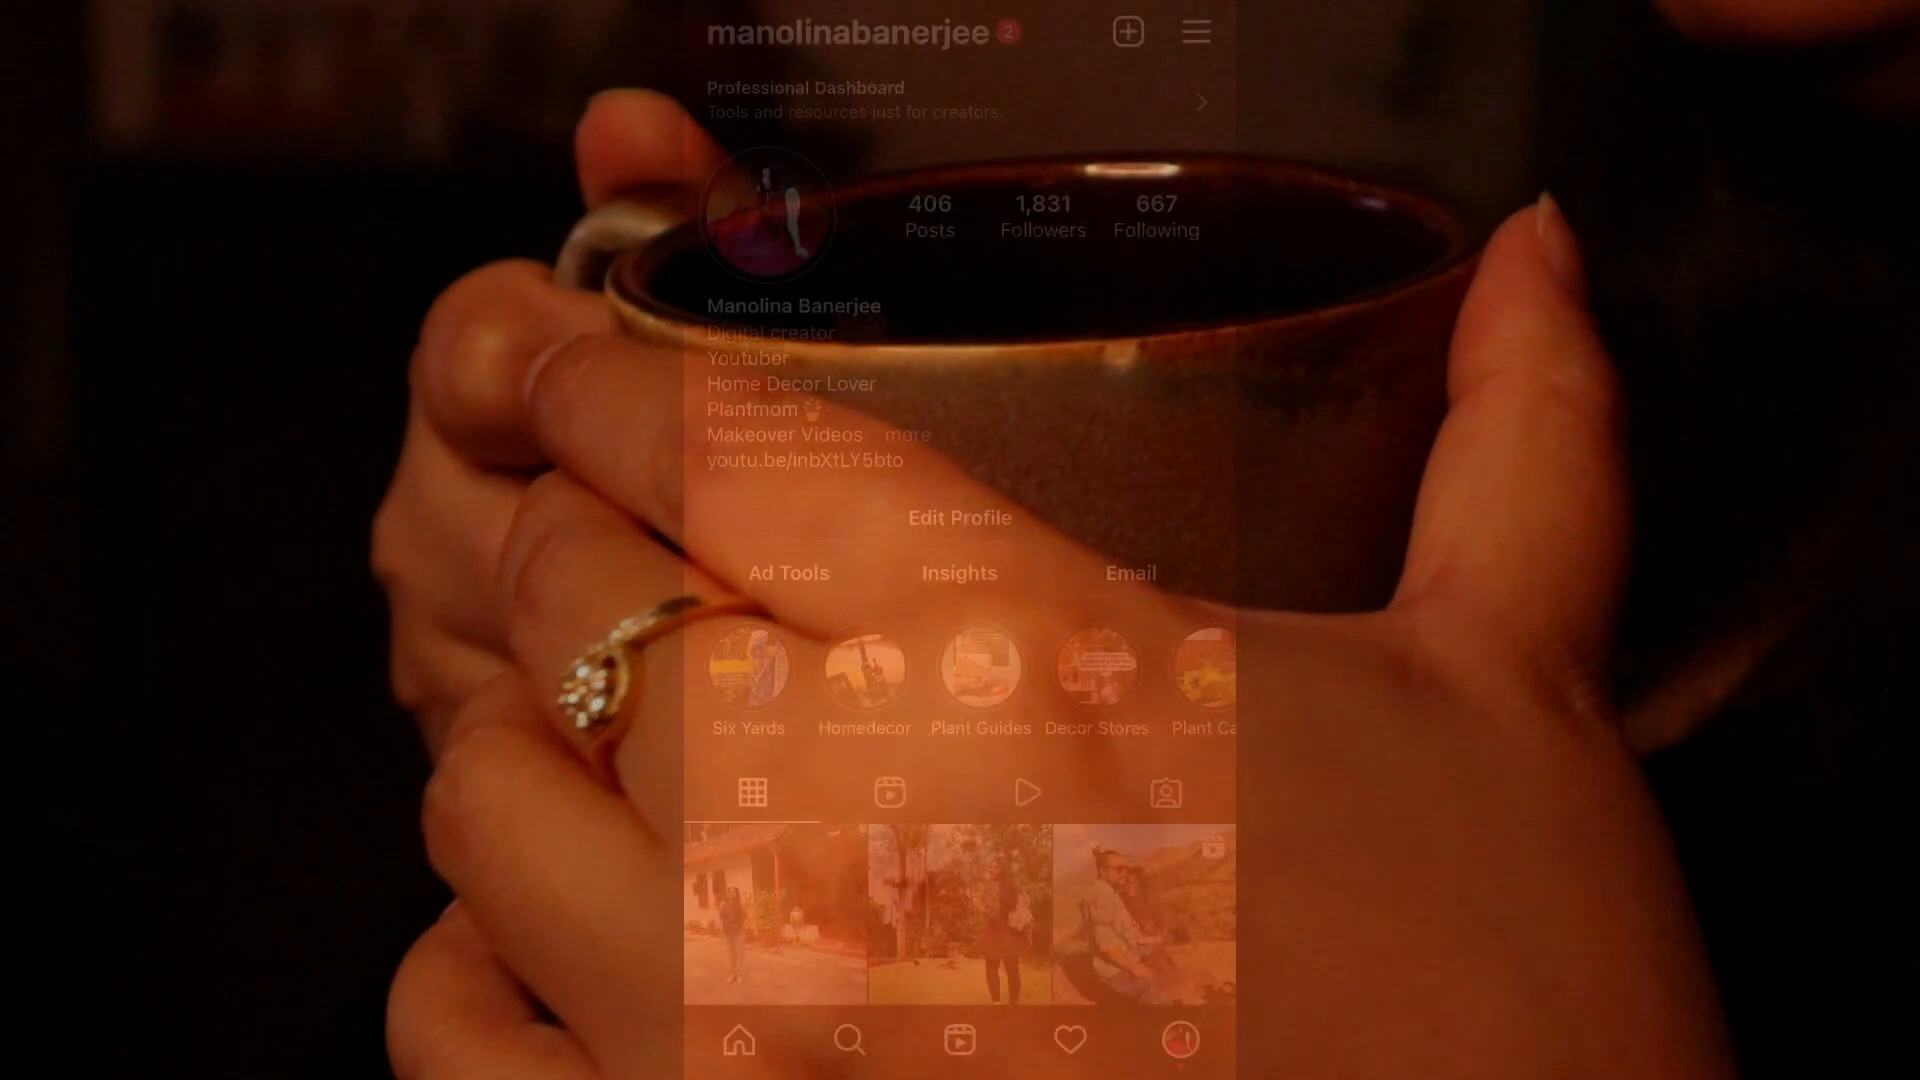 manolinabanerjee 2
Professional Dashboard
Tools and resources just for creators.
406 1,831 667
Posts Followers Following
Manolina Banerjee
Digital creator
Youtuber
Home Decor Lover
Plantmom
Makeover Videos more
youtu.be/inbXtLY5bto
Edit Profile
Ad Tools Insights Email
Six Yards Homedecor Plant Guides Decor Stores Plant Ca